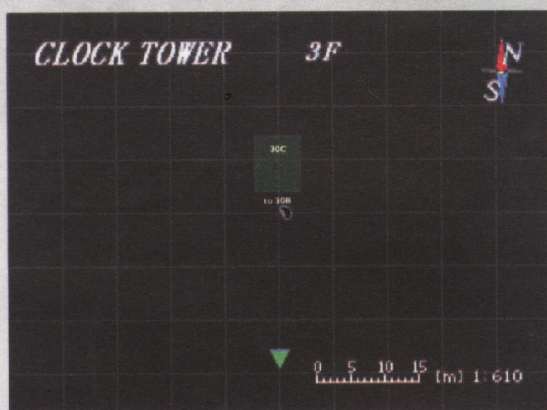 CLOCK TOWER 3F
N
S
30C
to 30B
0 5 10 15 [m] 1:610